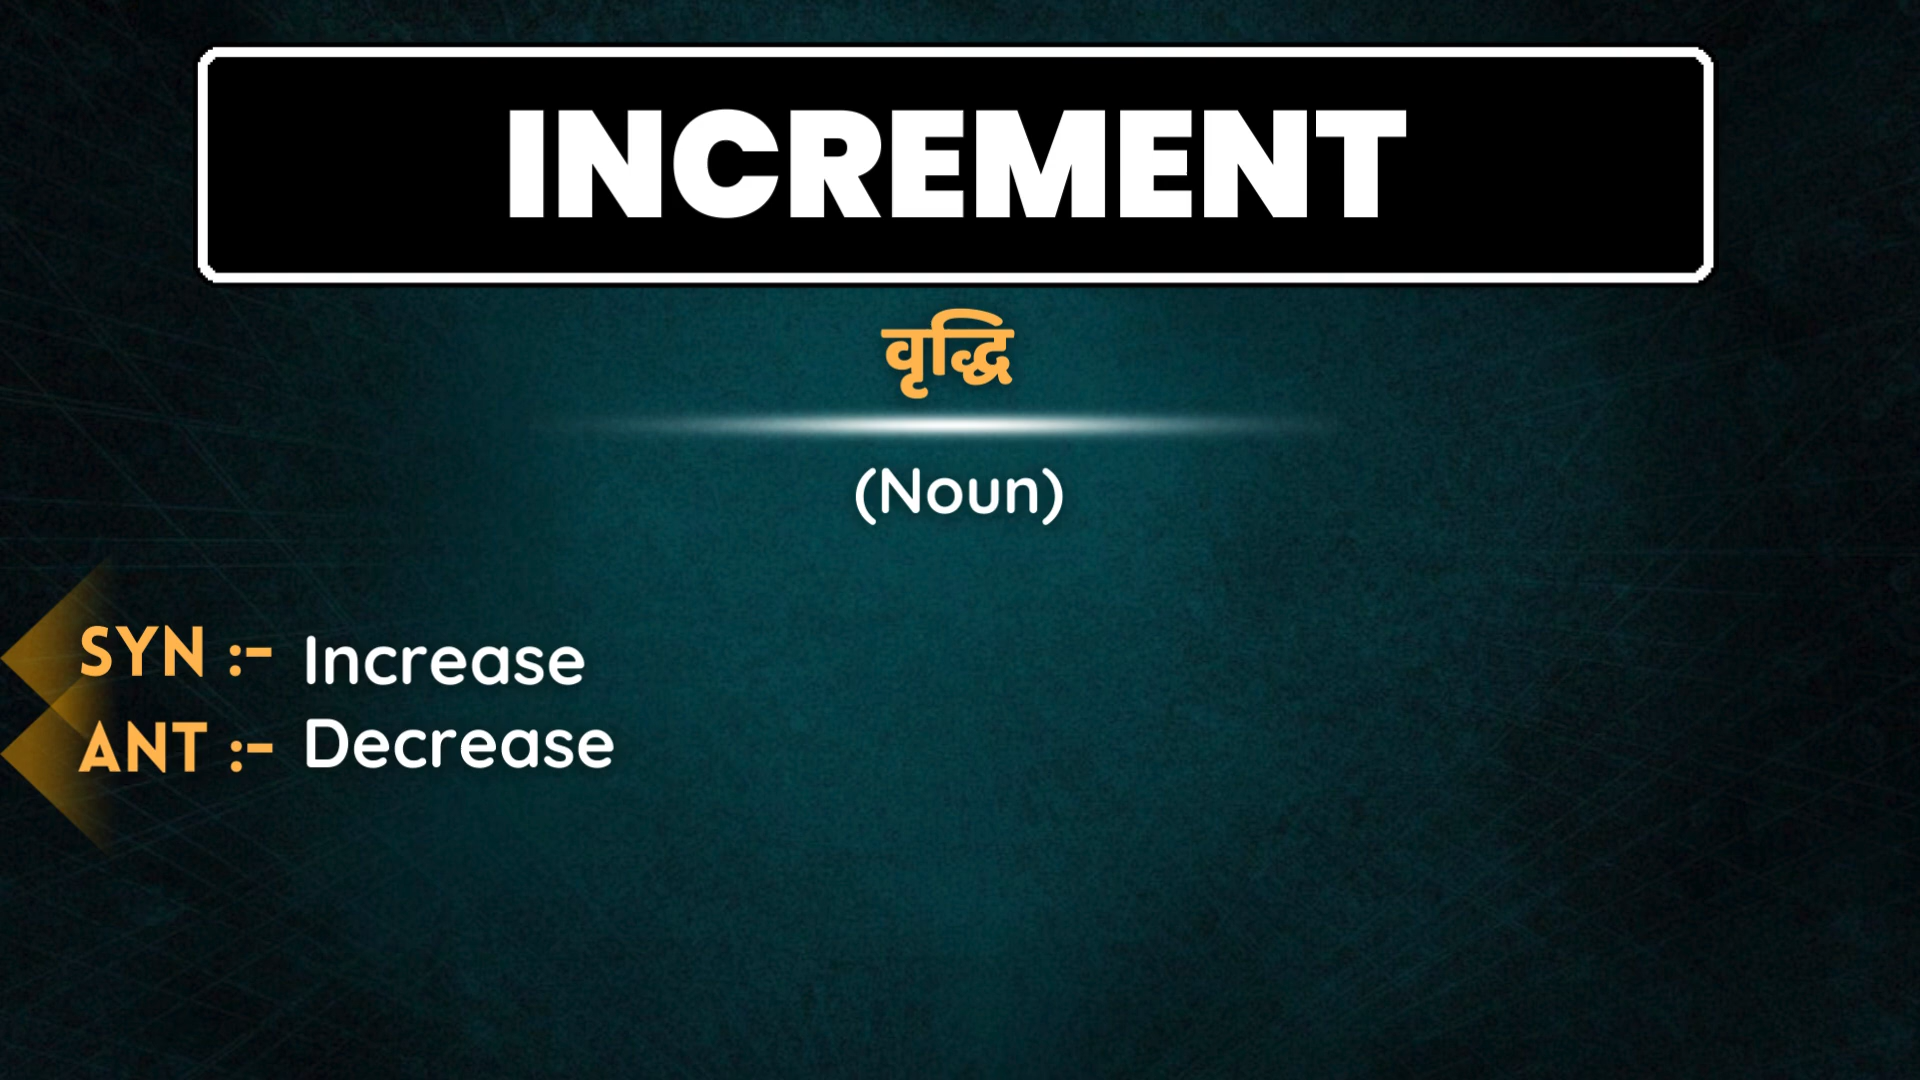 INCREMENT
वृद्धि
(Noun)
SYN :- Increase
ANT :- Decrease